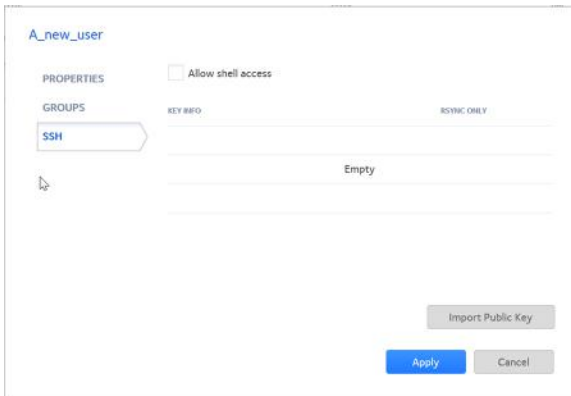 A_new_user
PROPERTIES
GROUPS
SSH
Allow shell access
KEY INFO
RSYNC ONLY
Empty
Import Public Key
Apply
Cancel